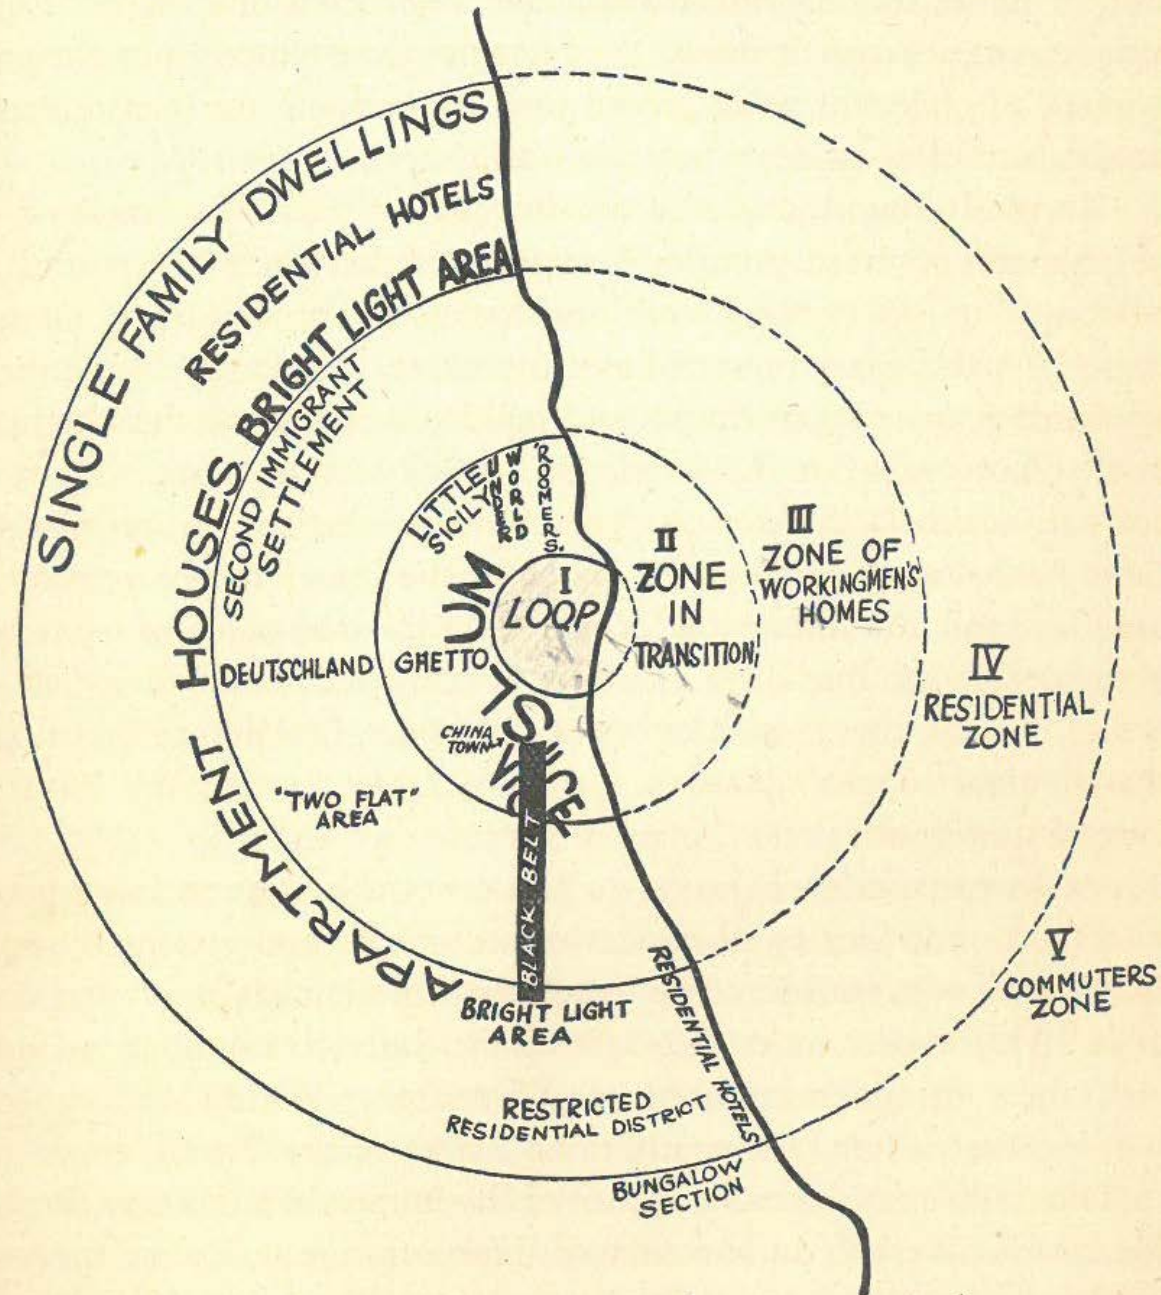 SINGLE FAMILY DWELLINGS
RESIDENTIAL HOTELS
BRIGHT LIGHT AREA
SECOND IMMIGRANT
SETTLEMENT
APARTMENT HOUSES
LITTLE
SICILY
UNDER
WORLD
ROOMERS.
I
LOOP
II
ZONE
IN
TRANSITION
III
ZONE OF
WORKINGMEN'S
HOMES
IV
RESIDENTIAL
ZONE
V
COMMUTERS
ZONE
DEUTSCHLAND
GHETTO
SLUM
CHINA
TOWN
VICE
"TWO FLAT"
AREA
BLACK BELT
BRIGHT LIGHT
AREA
RESIDENTIAL HOTELS
RESTRICTED
RESIDENTIAL DISTRICT
BUNGALOW
SECTION